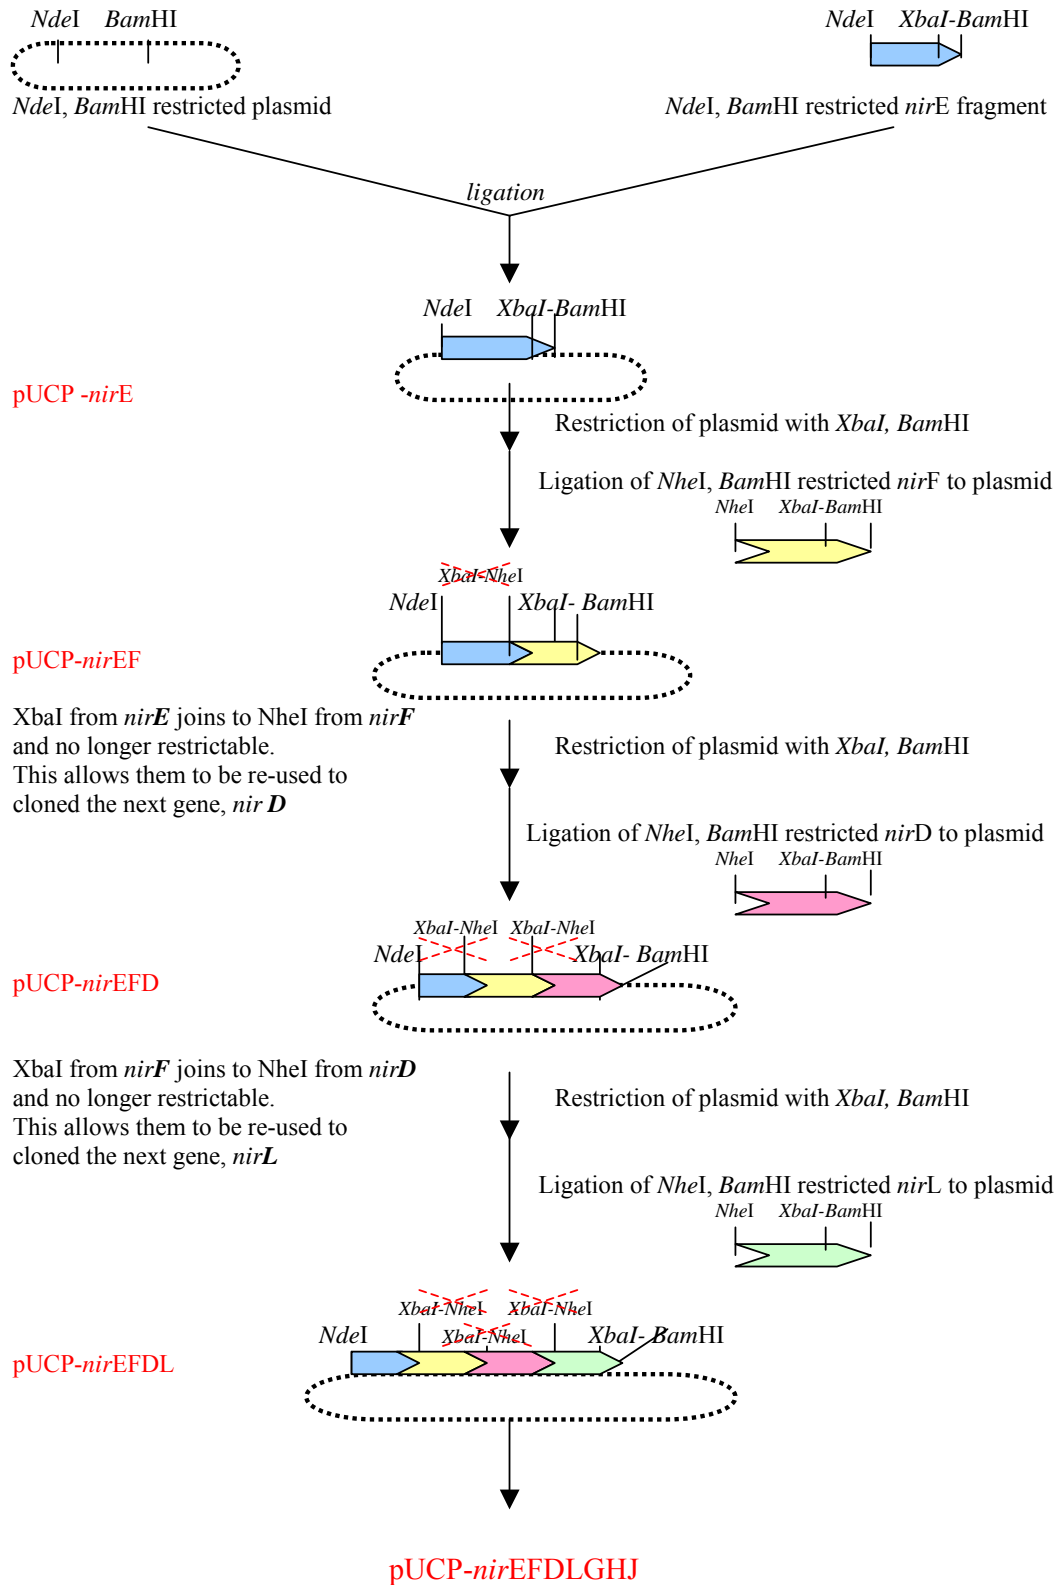 NdeI BamHI
NdeI XbaI-BamHI
NdeI, BamHI restricted plasmid
NdeI, BamHI restricted nirE fragment
ligation
NdeI XbaI-BamHI
pUCP -nirE
Restriction of plasmid with XbaI, BamHI
Ligation of NheI, BamHI restricted nirF to plasmid
NheI XbaI-BamHI
XbaI-NheI
NdeI XbaI- BamHI
pUCP-nirEF
XbaI from nirE joins to NheI from nirF
and no longer restrictable.
This allows them to be re-used to
cloned the next gene, nir D
Restriction of plasmid with XbaI, BamHI
Ligation of NheI, BamHI restricted nirD to plasmid
NheI XbaI-BamHI
XbaI-NheI XbaI-NheI
NdeI XbaI- BamHI
pUCP-nirEFD
XbaI from nirF joins to NheI from nirD
and no longer restrictable.
This allows them to be re-used to
cloned the next gene, nirL
Restriction of plasmid with XbaI, BamHI
Ligation of NheI, BamHI restricted nirL to plasmid
NheI XbaI-BamHI
XbaI-NheI XbaI-NheI
NdeI XbaI-NheI XbaI- BamHI
pUCP-nirEFDL
pUCP-nirEFDLGHJ